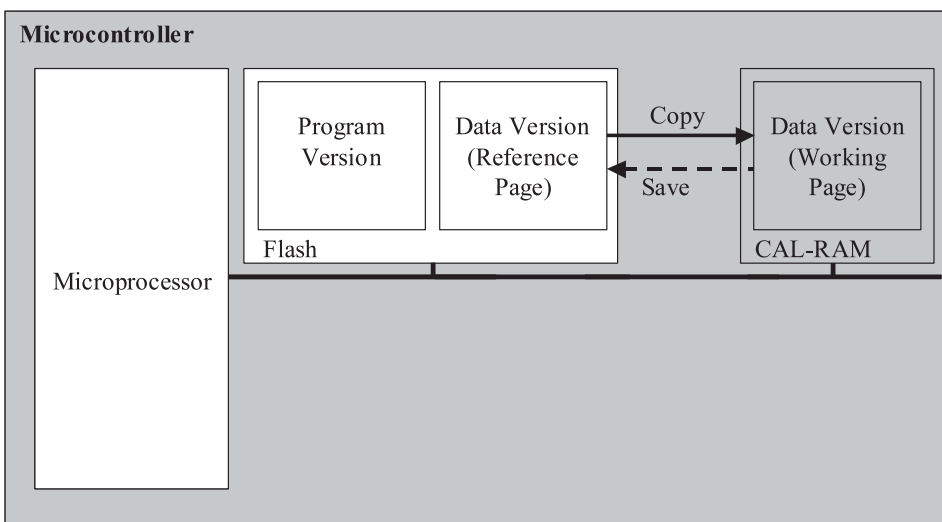 Microcontroller
Microprocessor
Program
Version
Data Version
(Reference
Page)
Flash
Copy
Save
Data Version
(Working
Page)
CAL-RAM